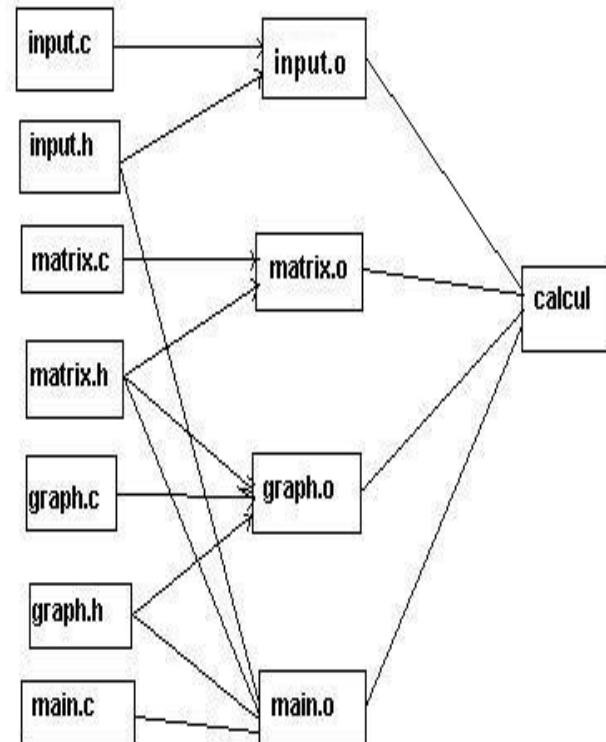 input.c
input.o
input.h
matrix.c
matrix.o
calcul
matrix.h
graph.c
graph.o
graph.h
main.c
main.o